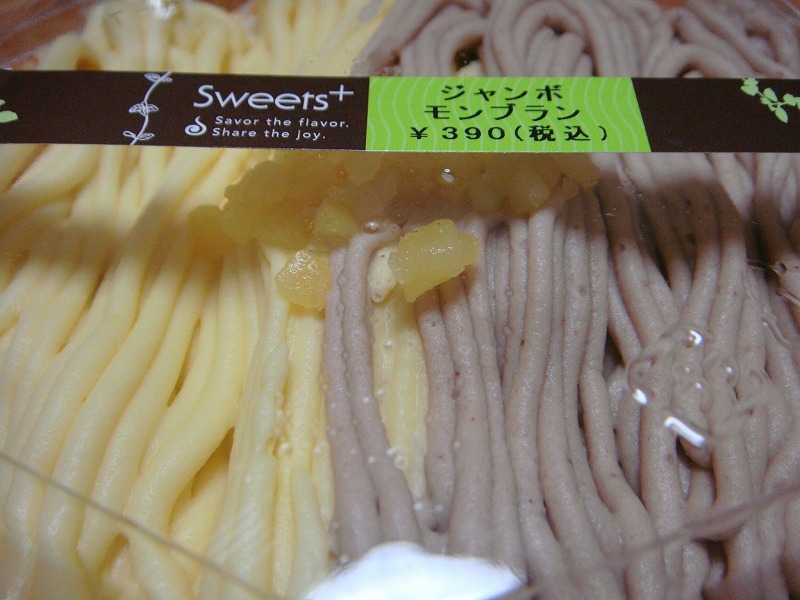 Sweets+
Savor the flavor.
Share the joy.
ジャンボ
モンブラン
￥390(税込)